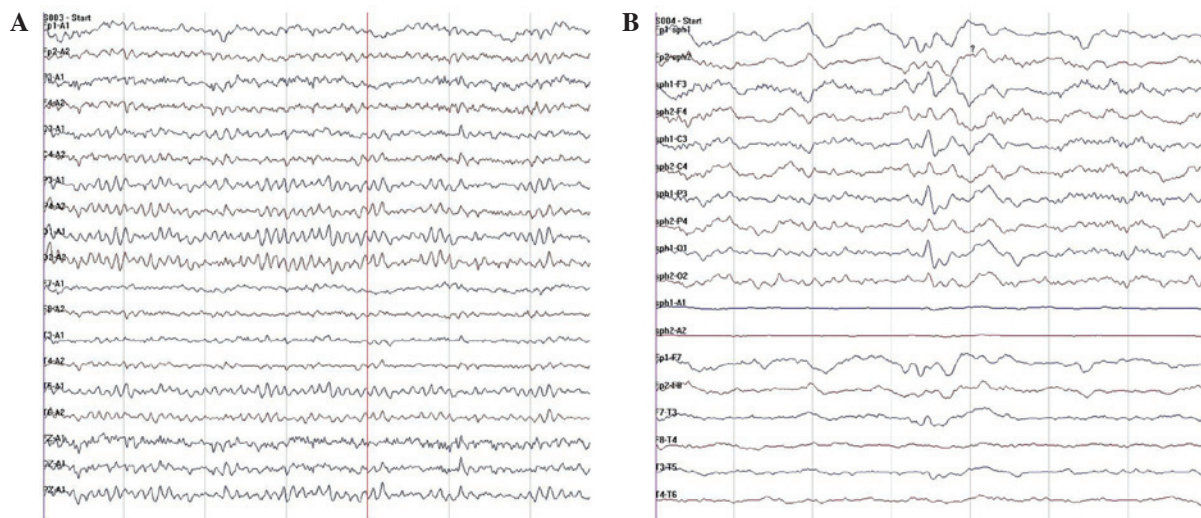 A
S003 - Start
Fp1-A1
Fp2-A2
F3-A1
F4-A2
C3-A1
C4-A2
P3-A1
P4-A2
O1-A1
O2-A2
F7-A1
F8-A2
T3-A1
T4-A2
T5-A1
T6-A2
FZ-A1
CZ-A1
PZ-A1
B
S004 - Start
Fp1-sph1
Fp2-sph2
?
sph1-F3
sph2-F4
sph1-C3
sph2-C4
sph1-P3
sph2-P4
sph1-O1
sph2-O2
sph1-A1
sph2-A2
Fp1-F7
Fp2-F8
F7-T3
F8-T4
T3-T5
T4-T6